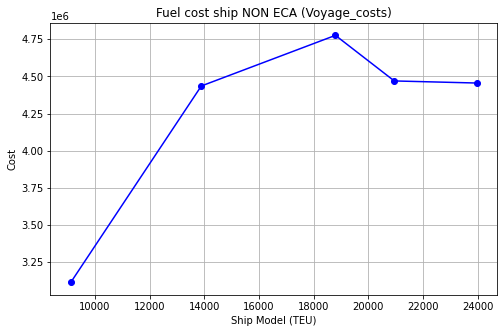 Fuel cost ship NON ECA (Voyage_costs)
1e6
4.75
4.50
4.25
4.00
3.75
3.50
3.25
Cost
10000 12000 14000 16000 18000 20000 22000 24000
Ship Model (TEU)